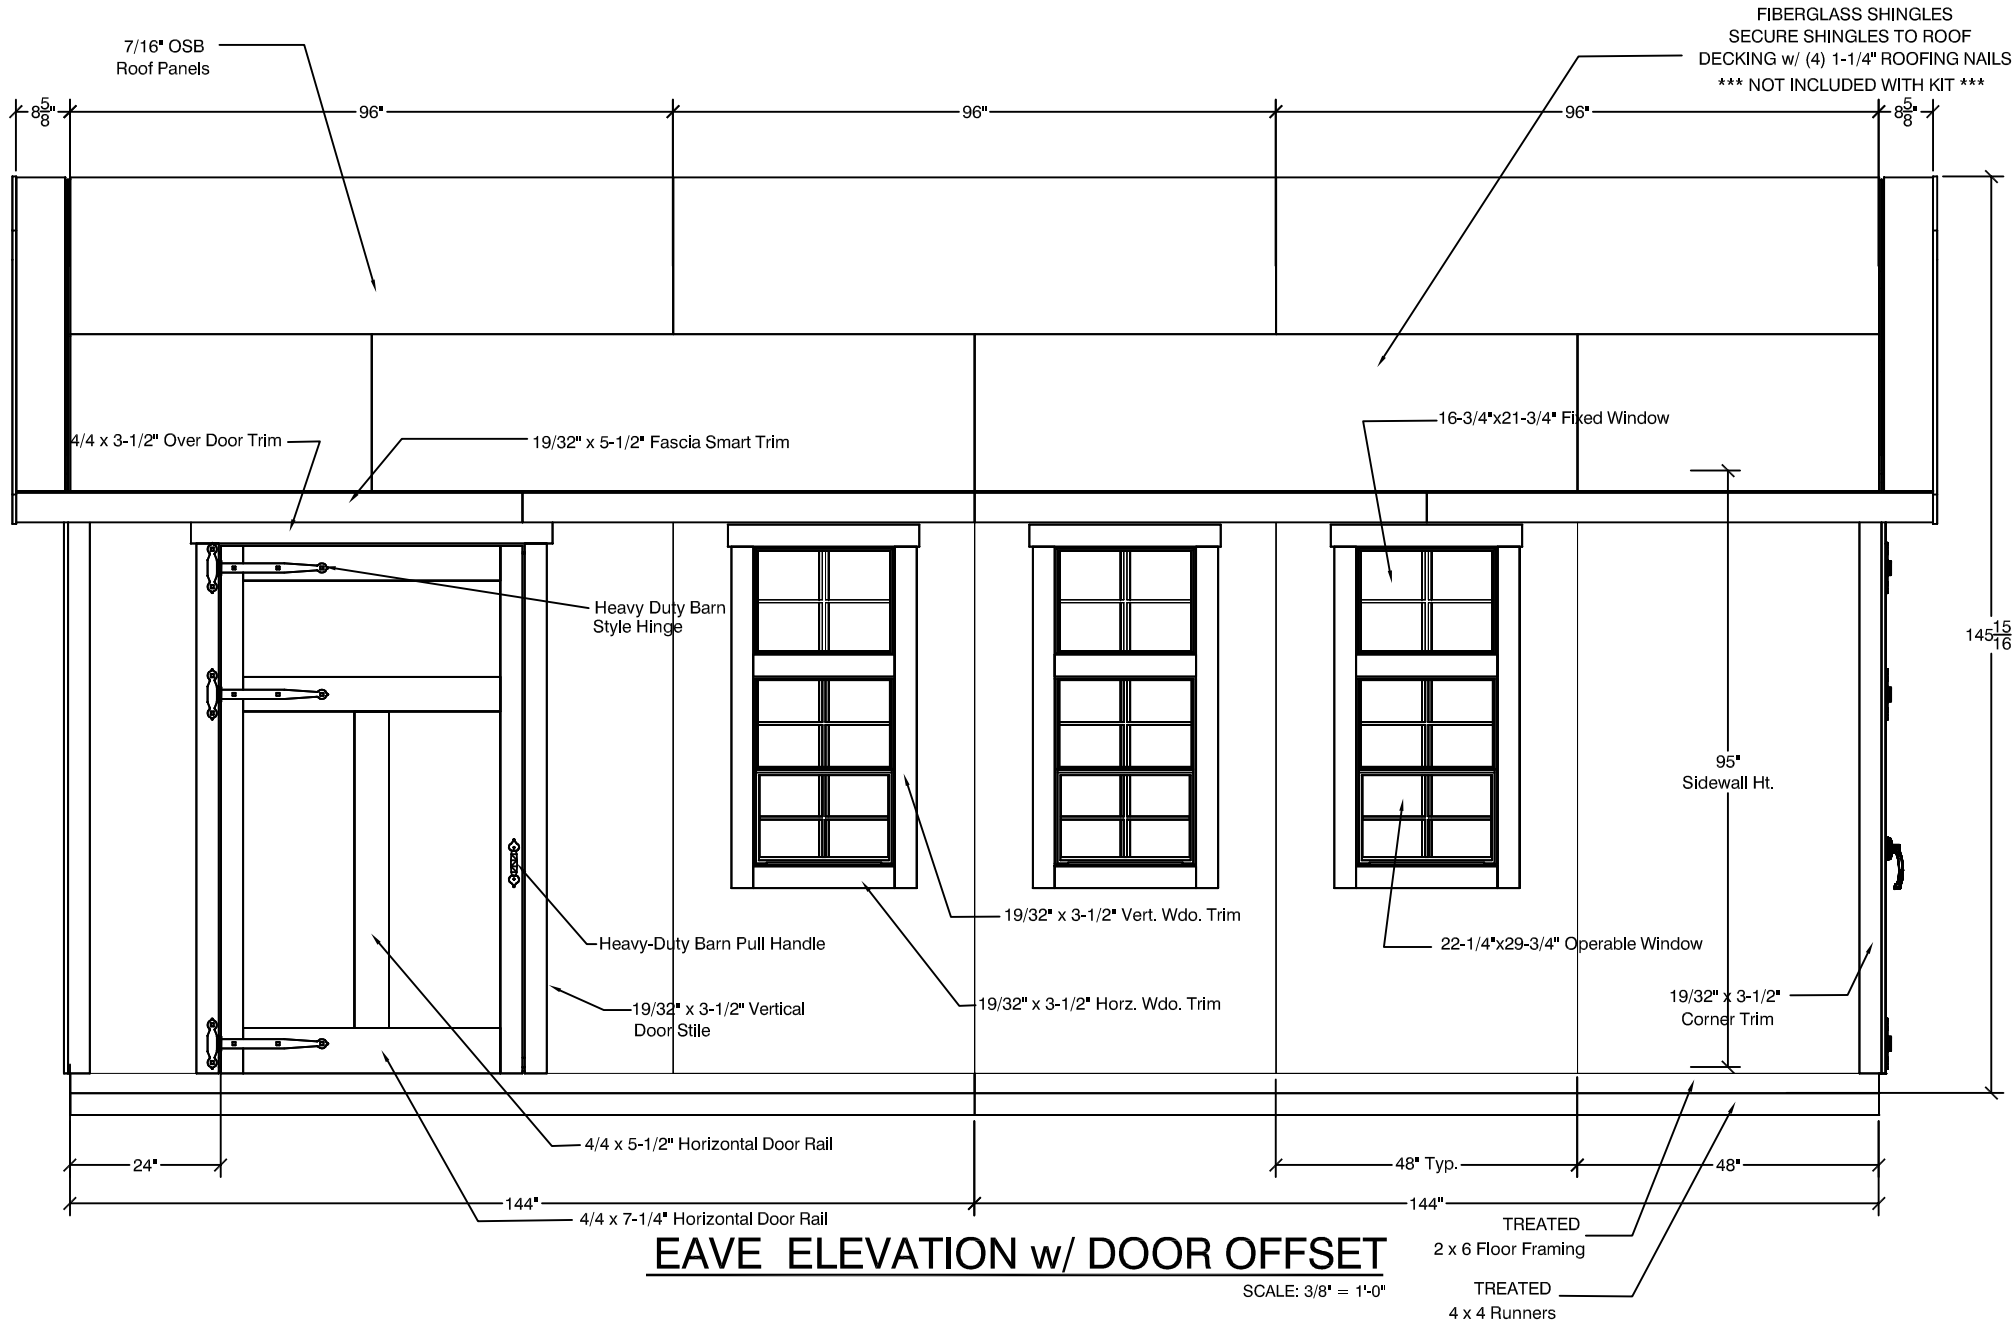 FIBERGLASS SHINGLES
SECURE SHINGLES TO ROOF
DECKING w/ (4) 1-1/4" ROOFING NAILS
*** NOT INCLUDED WITH KIT ***
7/16" OSB
Roof Panels
8 5/8"
96"
96"
96"
8 5/8"
4/4 x 3-1/2" Over Door Trim
19/32" x 5-1/2" Fascia Smart Trim
16-3/4"x21-3/4" Fixed Window
Heavy Duty Barn
Style Hinge
145 15/16
95"
Sidewall Ht.
19/32" x 3-1/2" Vert. Wdo. Trim
Heavy-Duty Barn Pull Handle
22-1/4"x29-3/4" Operable Window
19/32" x 3-1/2" Vertical
Door Stile
19/32" x 3-1/2" Horz. Wdo. Trim
19/32" x 3-1/2"
Corner Trim
4/4 x 5-1/2" Horizontal Door Rail
24"
48" Typ.
48"
144"
144"
4/4 x 7-1/4" Horizontal Door Rail
TREATED
2 x 6 Floor Framing
EAVE ELEVATION w/ DOOR OFFSET
SCALE: 3/8" = 1'-0"
TREATED
4 x 4 Runners